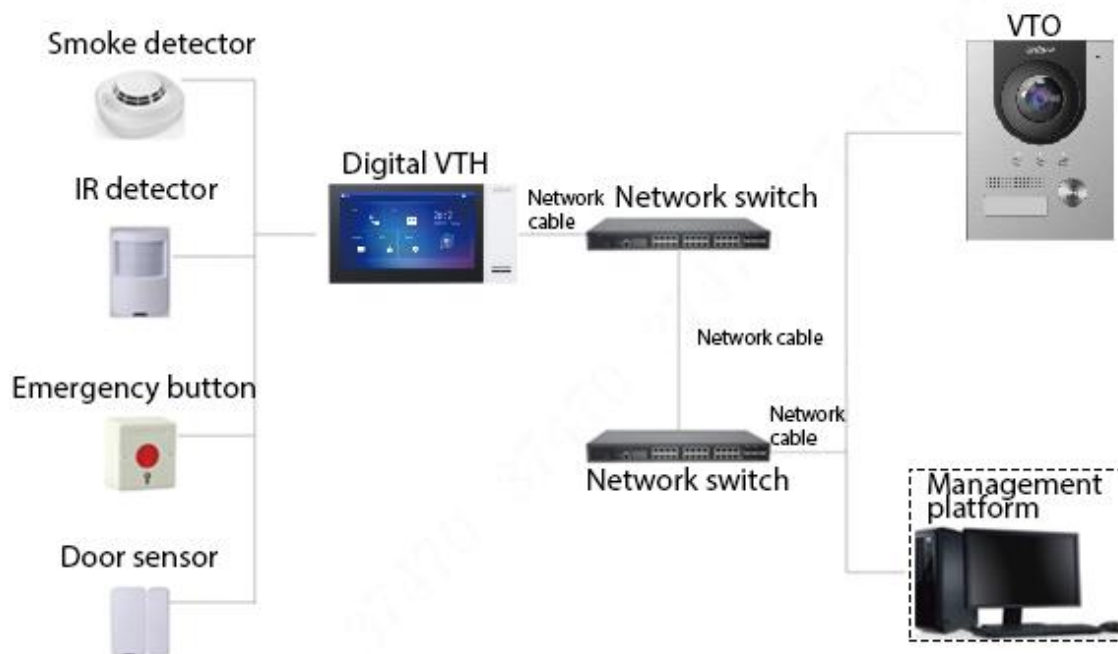 Smoke detector
IR detector
Emergency button
Door sensor
Digital VTH
Network
cable
Network switch
Network cable
Network switch
Network
cable
VTO
Management
platform